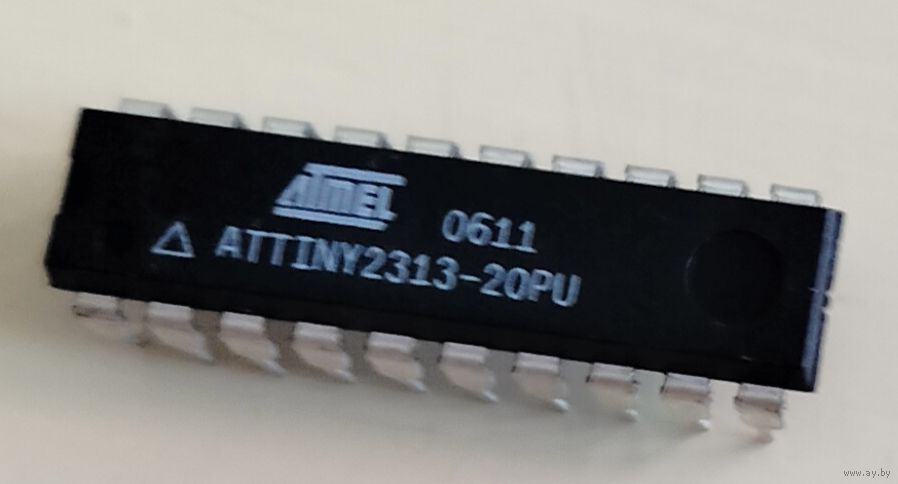 ATMEL 0611
△ ATTINY2313-20PU
www.ay.by